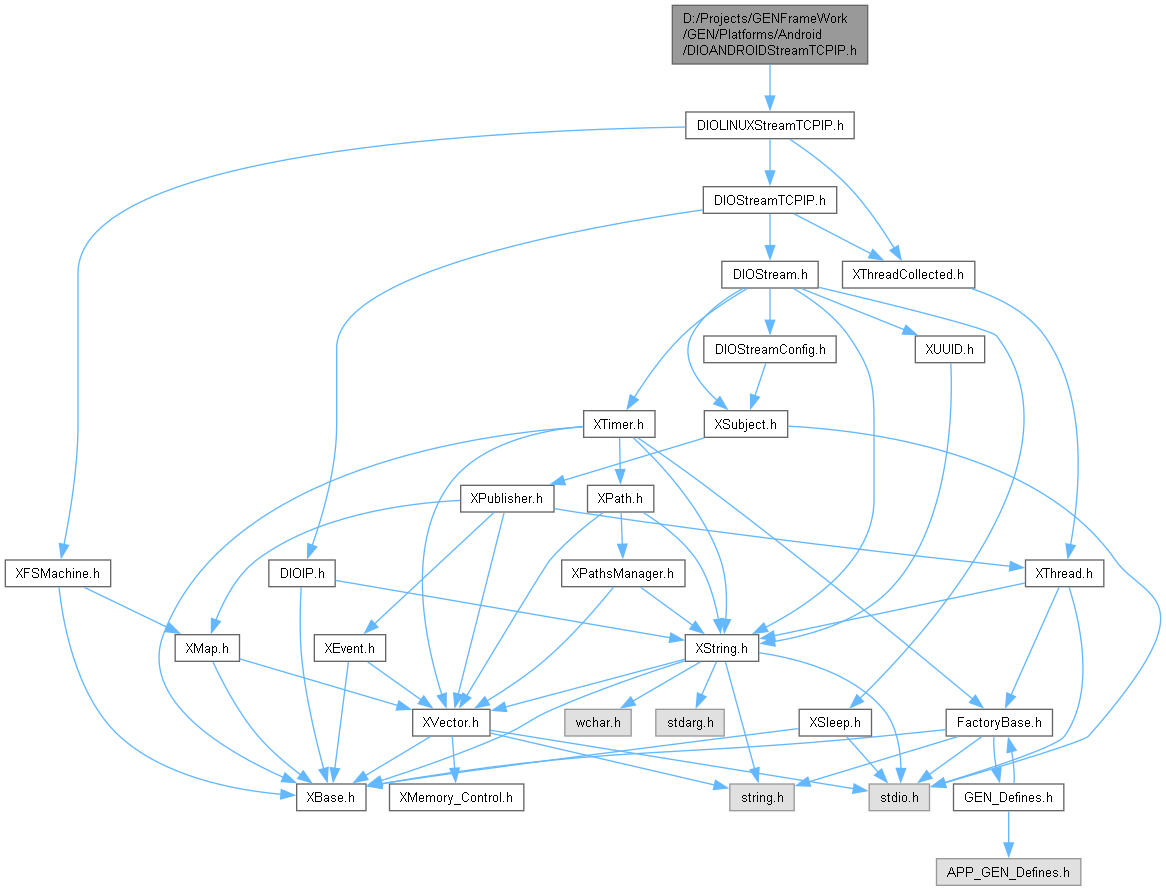 D:/Projects/GENFrameWork
/GEN/Platforms/Android
/DIOANDROIDStreamTCPIP.h
DIOLINUXStreamTCPIP.h
DIOStreamTCPIP.h
DIOStream.h
XThreadCollected.h
DIOStreamConfig.h
XUUID.h
XTimer.h
XSubject.h
XPublisher.h
XPath.h
XFSMachine.h
DIOIP.h
XPathsManager.h
XThread.h
XMap.h
XEvent.h
XString.h
XVector.h
wchar.h
stdarg.h
XSleep.h
FactoryBase.h
XBase.h
XMemory_Control.h
string.h
stdio.h
GEN_Defines.h
APP_GEN_Defines.h